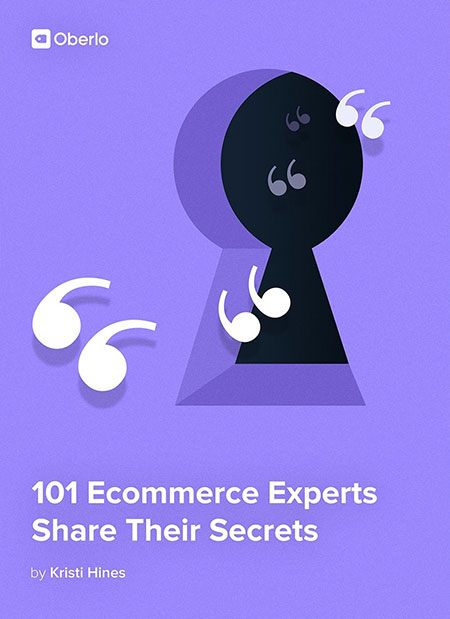 Oberlo
101 Ecommerce Experts
Share Their Secrets
by Kristi Hines